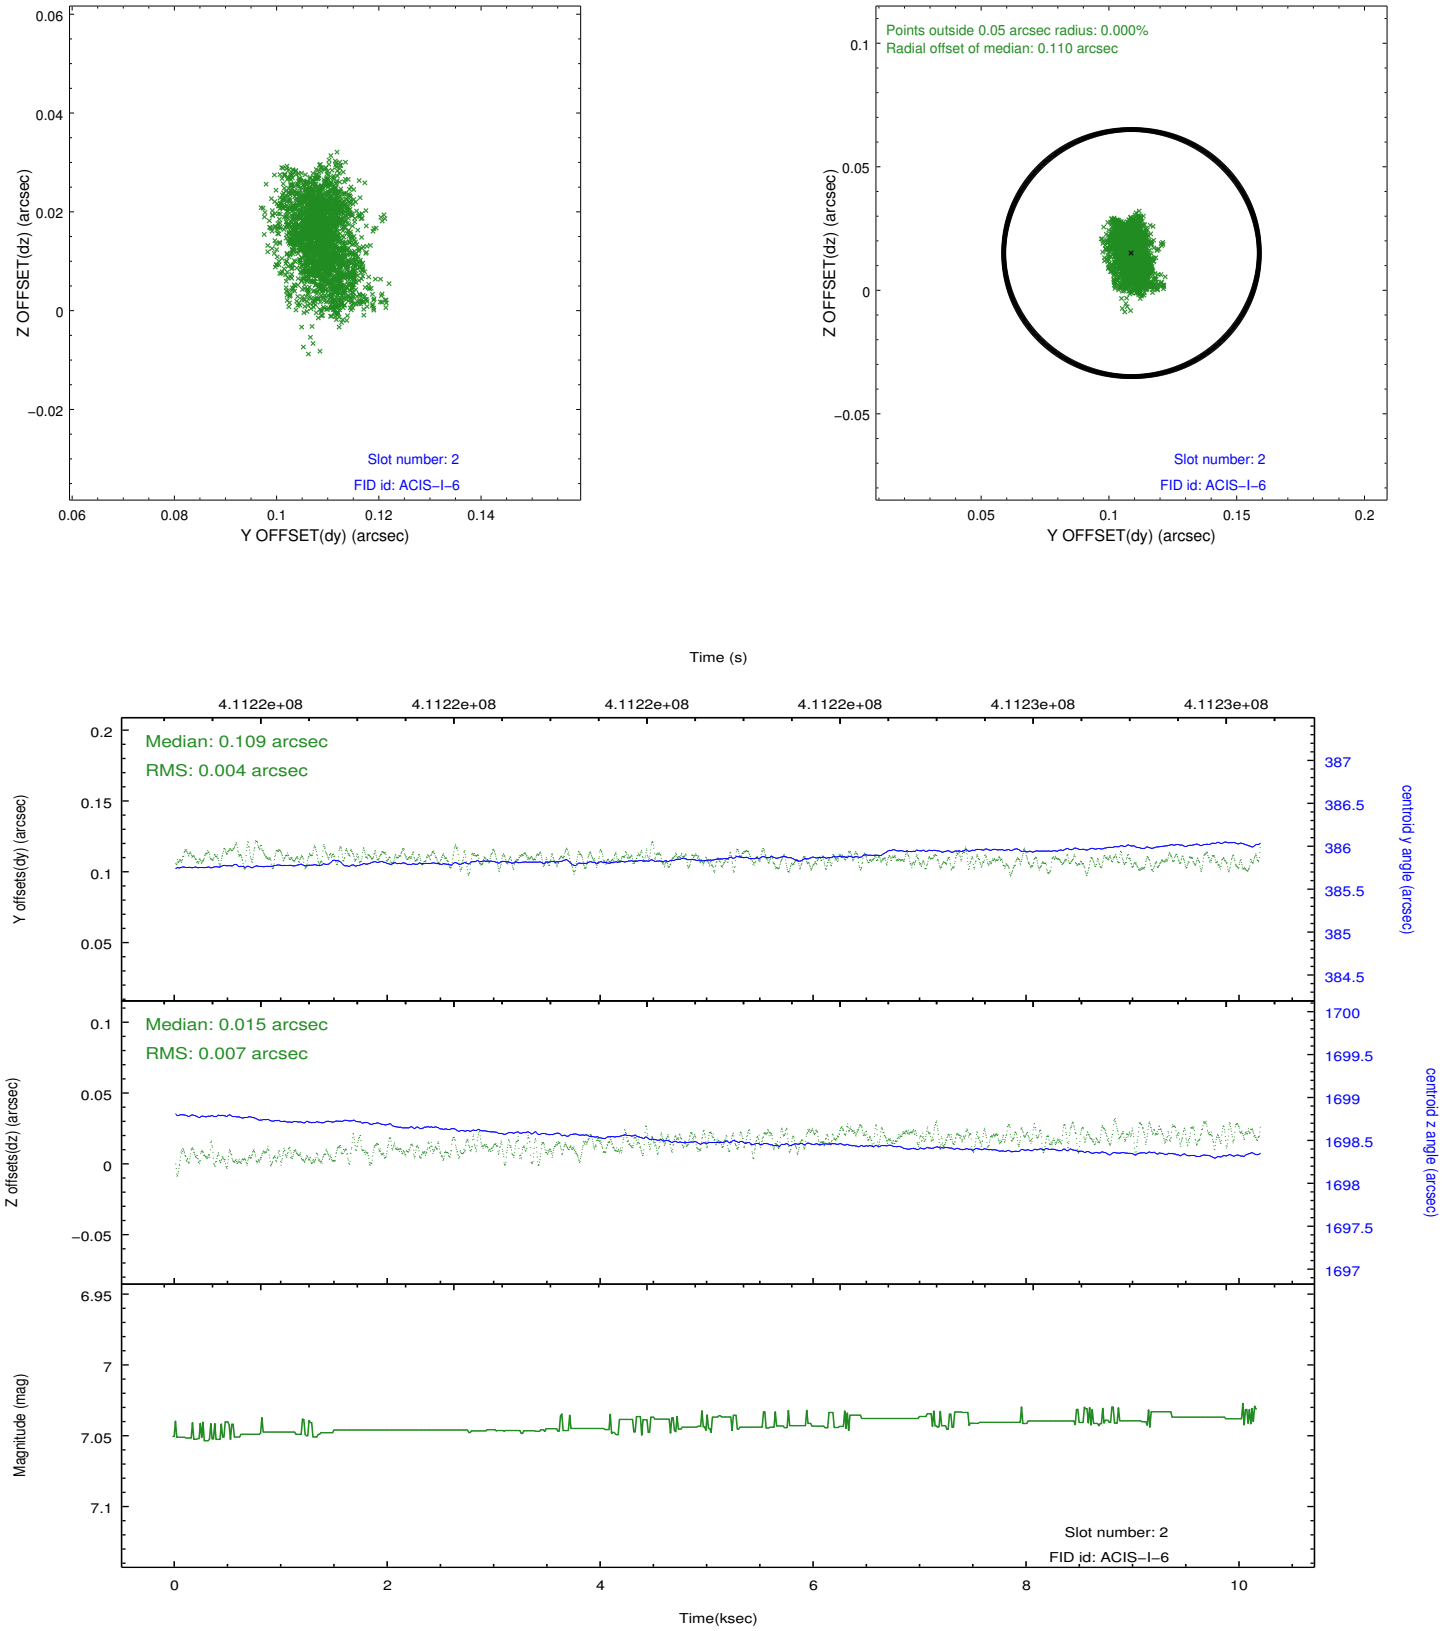 0.06
0.04
0.02
0
−0.02
Z OFFSET(dz) (arcsec)
Slot number: 2
FID id: ACIS−I−6
0.06 0.08 0.1 0.12 0.14
Y OFFSET(dy) (arcsec)
Points outside 0.05 arcsec radius: 0.000%
Radial offset of median: 0.110 arcsec
0.1
0.05
0
−0.05
Z OFFSET(dz) (arcsec)
Slot number: 2
FID id: ACIS−I−6
0.05 0.1 0.15 0.2
Y OFFSET(dy) (arcsec)
Time (s)
4.1122e+08 4.1122e+08 4.1122e+08 4.1122e+08 4.1123e+08 4.1123e+08
Median: 0.109 arcsec
RMS: 0.004 arcsec
0.2
0.15
0.1
0.05
Y offsets(dy) (arcsec)
387
386.5
386
385.5
385
384.5
centroid y angle (arcsec)
Median: 0.015 arcsec
RMS: 0.007 arcsec
0.1
0.05
0
−0.05
Z offsets(dz) (arcsec)
1700
1699.5
1699
1698.5
1698
1697.5
1697
centroid z angle (arcsec)
6.95
7
7.05
7.1
Magnitude (mag)
Slot number: 2
FID id: ACIS−I−6
0 2 4 6 8 10
Time(ksec)